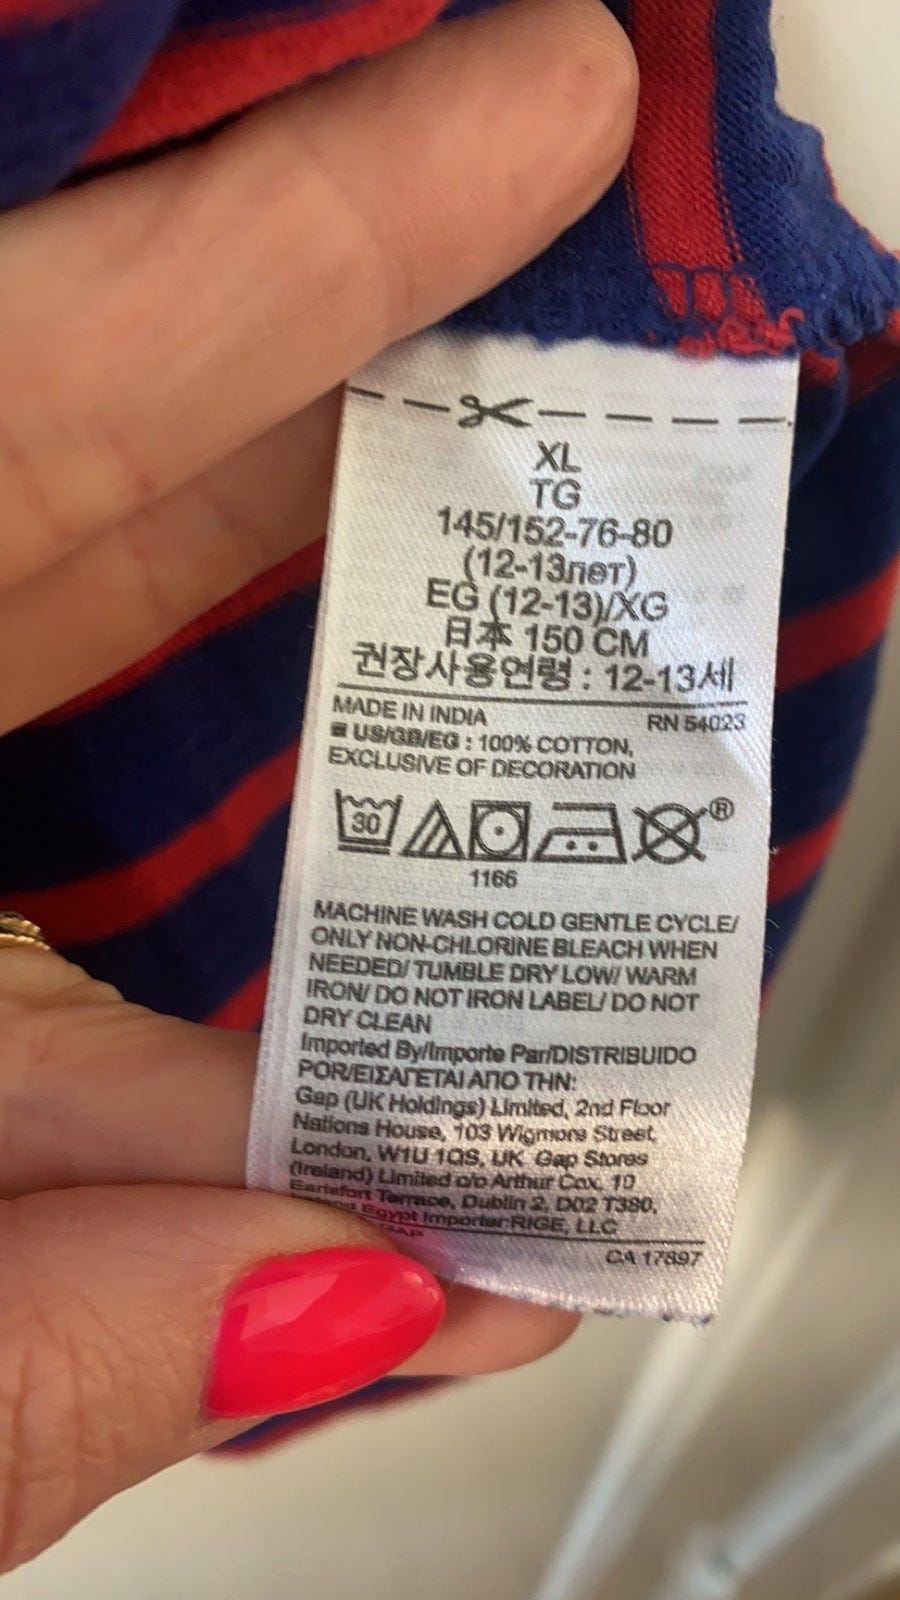 XL
TG
145/152-76-80
(12-13лет)
EG (12-13)/XG
日本 150 CM
권장사용연령 : 12-13세
MADE IN INDIA RN 54023
US/GB/EG : 100% COTTON,
EXCLUSIVE OF DECORATION
30 ®
1166
MACHINE WASH COLD GENTLE CYCLE/
ONLY NON-CHLORINE BLEACH WHEN
NEEDED/ TUMBLE DRY LOW/ WARM
IRON/ DO NOT IRON LABEL/ DO NOT
DRY CLEAN
Imported By/Importe Par/DISTRIBUIDO
POR/ΕΙΣΑΓΕΤΑΙ ΑΠΟ ΤΗΝ:
Gap (UK Holdings) Limited, 2nd Floor
Nations House, 103 Wigmore Street,
London, W1U 1QS, UK Gap Stores
(Ireland) Limited c/o Arthur Cox, 10
Earlsfort Terrace, Dublin 2, D02 T380,
Egypt Importer:RIGE, LLC
GAP
CA 17897